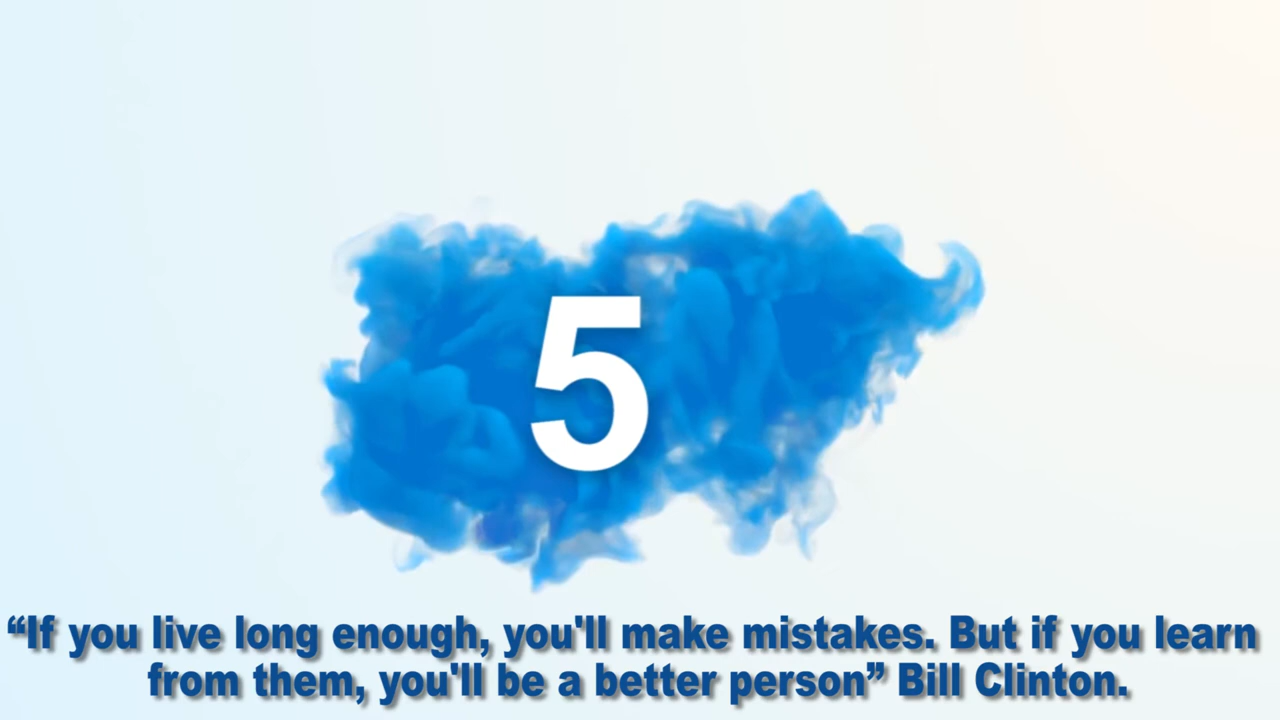 5
“If you live long enough, you'll make mistakes. But if you learn
from them, you'll be a better person” Bill Clinton.